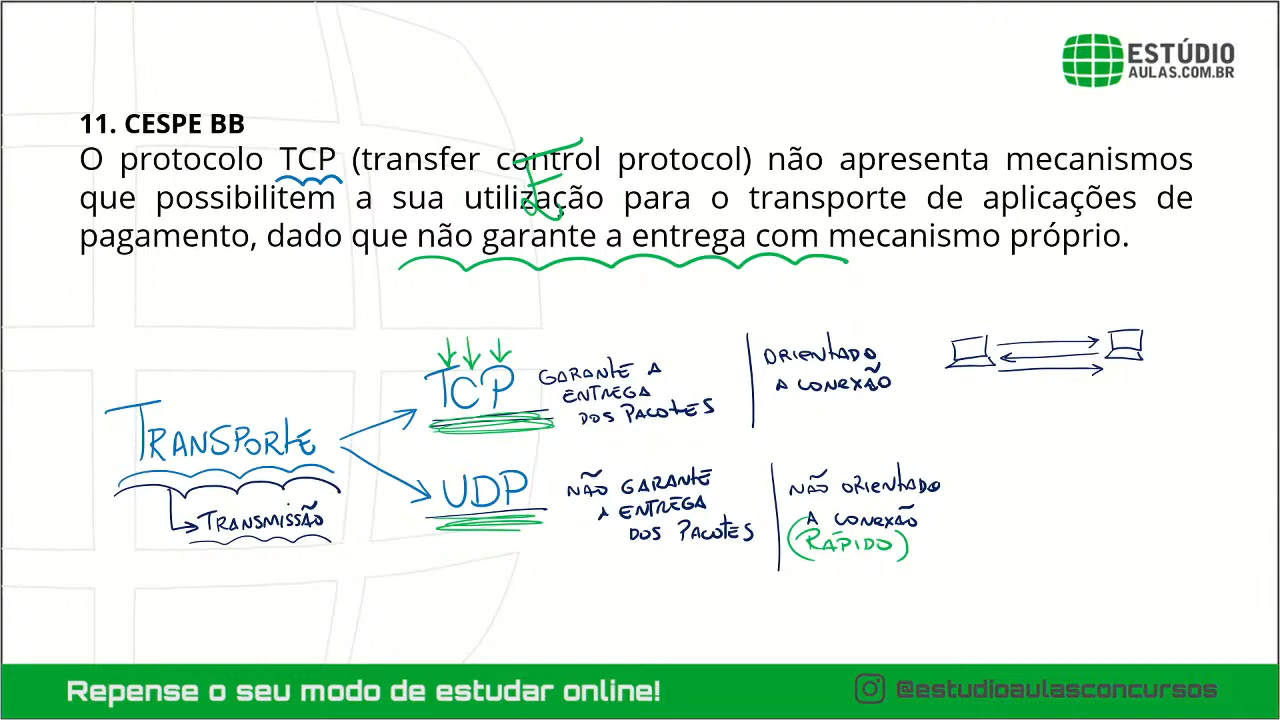 ESTÚDIO
AULAS.COM.BR
11. CESPE BB
O protocolo TCP (transfer control protocol) não apresenta mecanismos
que possibilitem a sua utilização para o transporte de aplicações de
pagamento, dado que não garante a entrega com mecanismo próprio.
E
TRANSPORTE
TRANSMISSÃO
TCP
GARANTE A
ENTREGA
DOS PACOTES
ORIENTADO
A CONEXÃO
UDP
NÃO GARANTE
A ENTREGA
DOS PACOTES
NÃO ORIENTADO
A CONEXÃO
(RÁPIDO)
Repense o seu modo de estudar online!
@estudioaulasconcursos